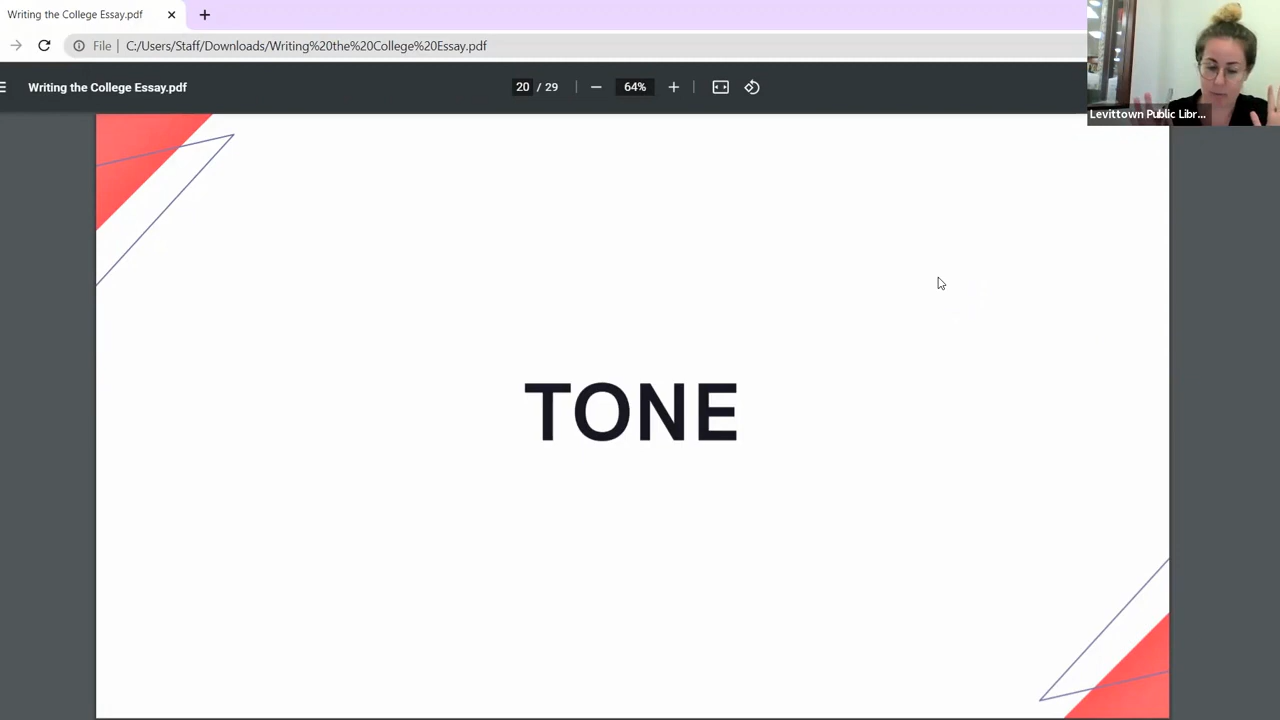 Writing the College Essay.pdf
File
C:/Users/Staff/Downloads/Writing%20the%20College%20Essay.pdf
Writing the College Essay.pdf
20 / 29
64%
Levittown Public Libr...
TONE